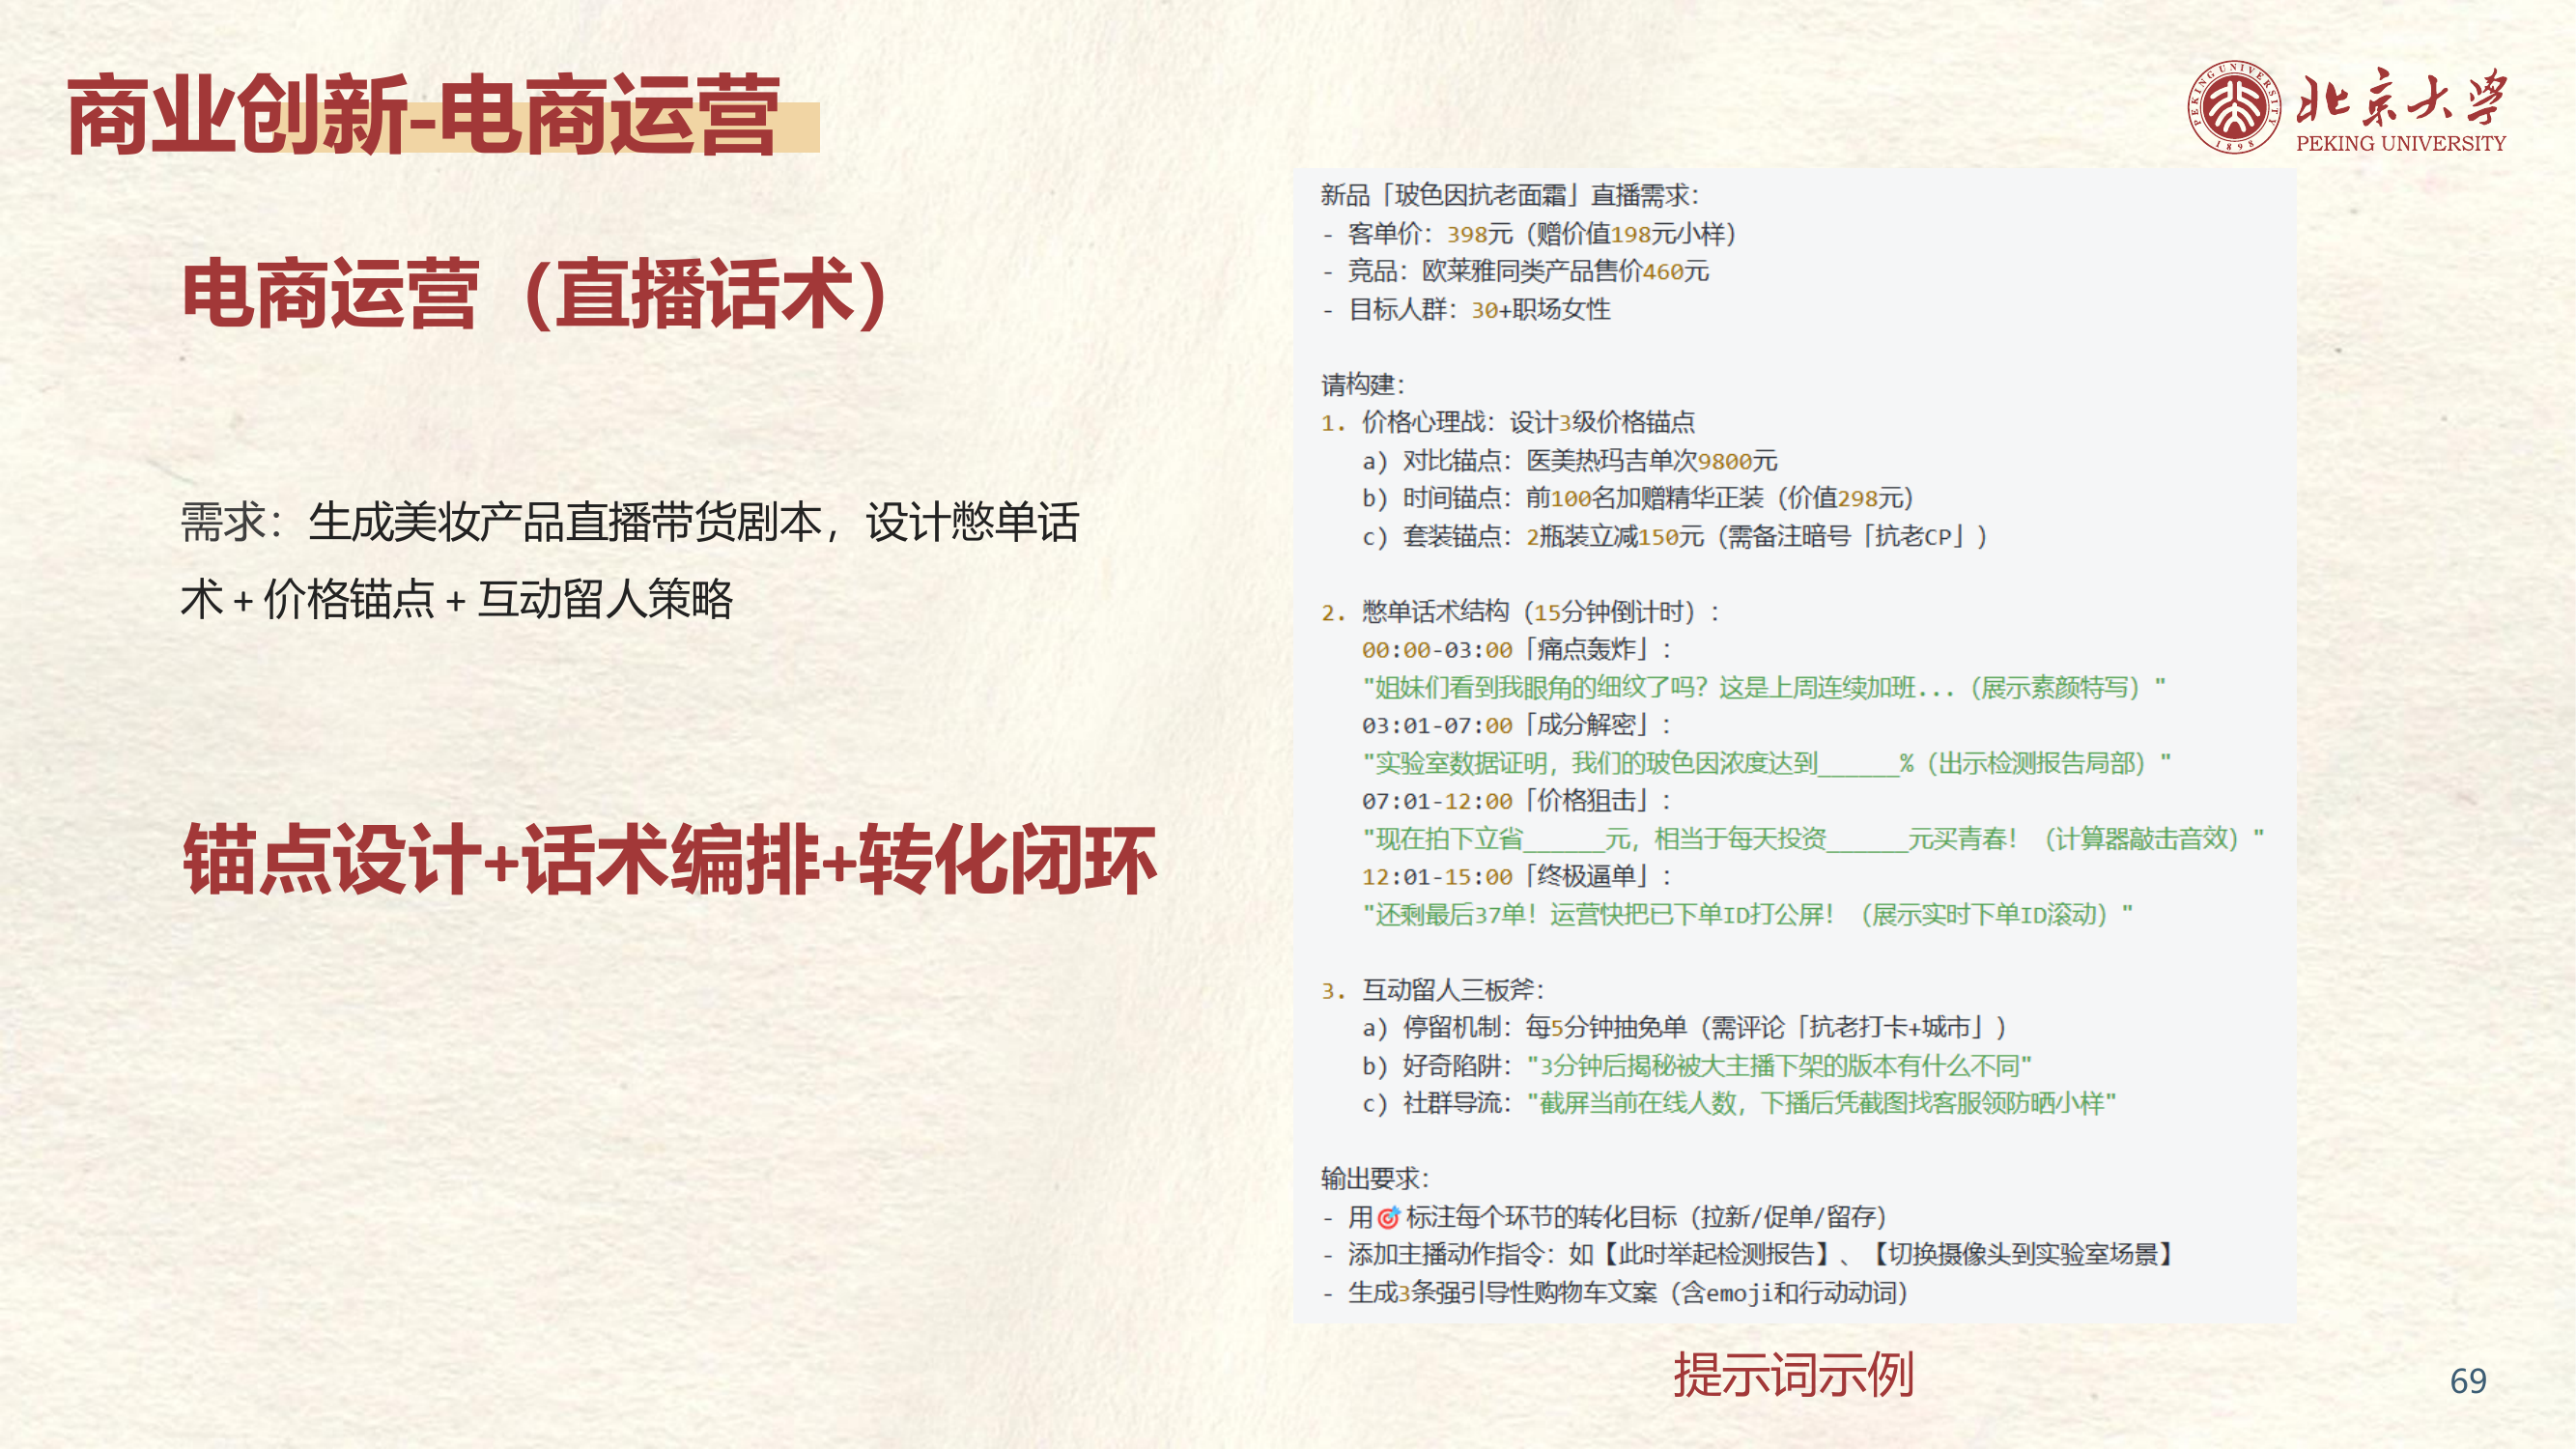 商业创新-电商运营
PEKING UNIVERSITY
1898
北京大学
PEKING UNIVERSITY
电商运营（直播话术）
需求：生成美妆产品直播带货剧本，设计憋单话
术 + 价格锚点 + 互动留人策略
锚点设计+话术编排+转化闭环
新品「玻色因抗老面霜」直播需求：
- 客单价：398元（赠价值198元小样）
- 竞品：欧莱雅同类产品售价460元
- 目标人群：30+职场女性
请构建：
1. 价格心理战：设计3级价格锚点
a) 对比锚点：医美热玛吉单次9800元
b) 时间锚点：前100名加赠精华正装（价值298元）
c) 套装锚点：2瓶装立减150元（需备注暗号「抗老CP」）
2. 憋单话术结构（15分钟倒计时）：
00:00-03:00「痛点轰炸」：
"姐妹们看到我眼角的细纹了吗？这是上周连续加班...（展示素颜特写）"
03:01-07:00「成分解密」：
"实验室数据证明，我们的玻色因浓度达到______%（出示检测报告局部）"
07:01-12:00「价格狙击」：
"现在拍下立省______元，相当于每天投资______元买青春！（计算器敲击音效）"
12:01-15:00「终极逼单」：
"还剩最后37单！运营快把已下单ID打公屏！（展示实时下单ID滚动）"
3. 互动留人三板斧：
a) 停留机制：每5分钟抽免单（需评论「抗老打卡+城市」）
b) 好奇陷阱："3分钟后揭秘被大主播下架的版本有什么不同"
c) 社群导流："截屏当前在线人数，下播后凭截图找客服领防晒小样"
输出要求：
- 用🎯标注每个环节的转化目标（拉新/促单/留存）
- 添加主播动作指令：如【此时举起检测报告】、【切换摄像头到实验室场景】
- 生成3条强引导性购物车文案（含emoji和行动动词）
提示词示例
69